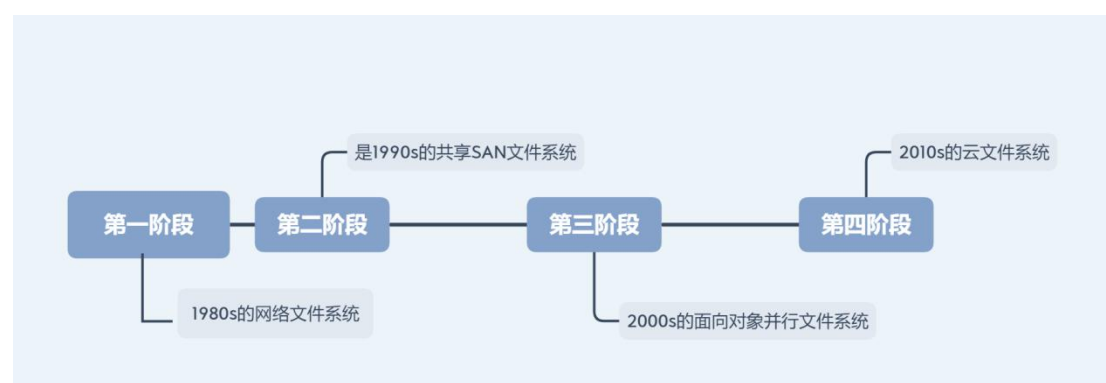 是1990s的共享SAN文件系统
2010s的云文件系统
第一阶段
第二阶段
第三阶段
第四阶段
1980s的网络文件系统
2000s的面向对象并行文件系统